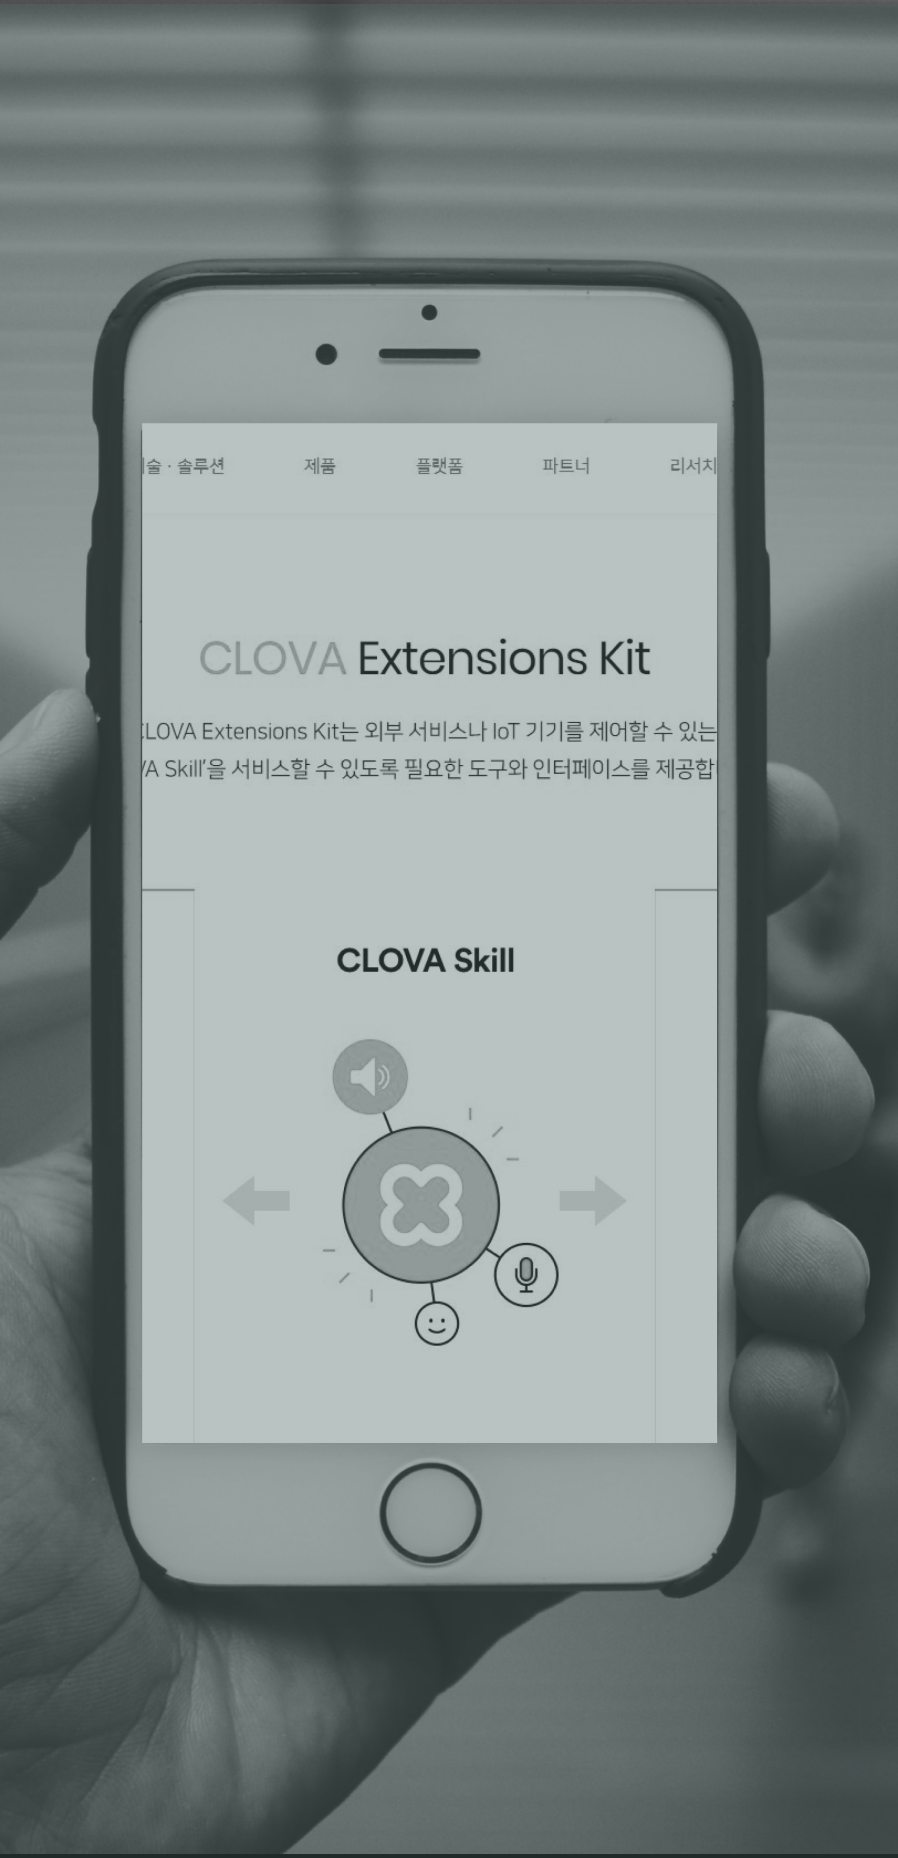 술 · 솔루션 제품 플랫폼 파트너 리서치
CLOVA Extensions Kit
CLOVA Extensions Kit는 외부 서비스나 IoT 기기를 제어할 수 있는
VA Skill'을 서비스할 수 있도록 필요한 도구와 인터페이스를 제공합
CLOVA Skill